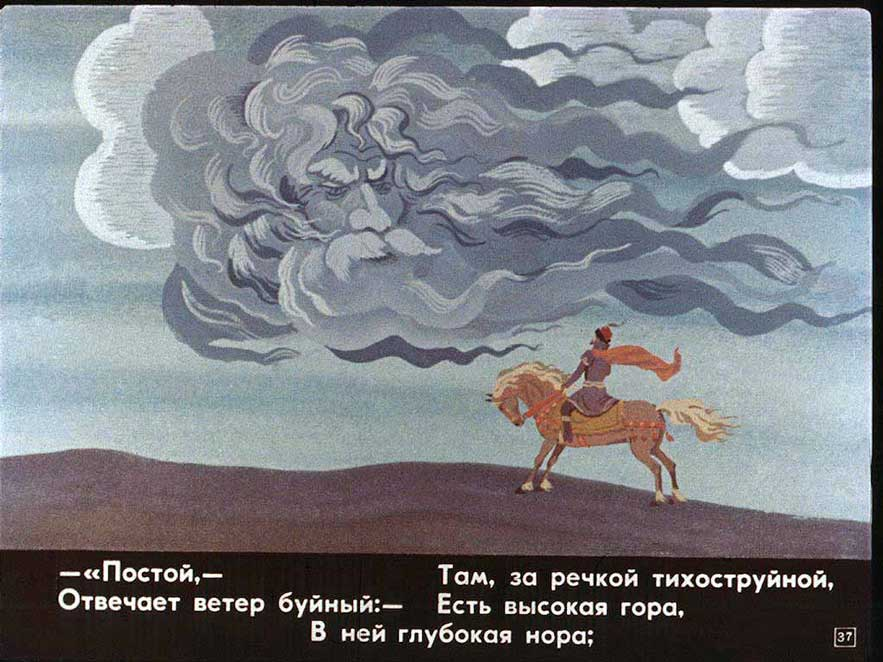 —«Постой,—
Отвечает ветер буйный:—
Там, за речкой тихоструйной,
Есть высокая гора,
В ней глубокая нора;
37